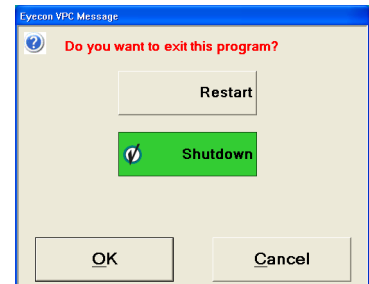 Eyecon VPC Message
Do you want to exit this program?
Restart
Shutdown
OK
Cancel